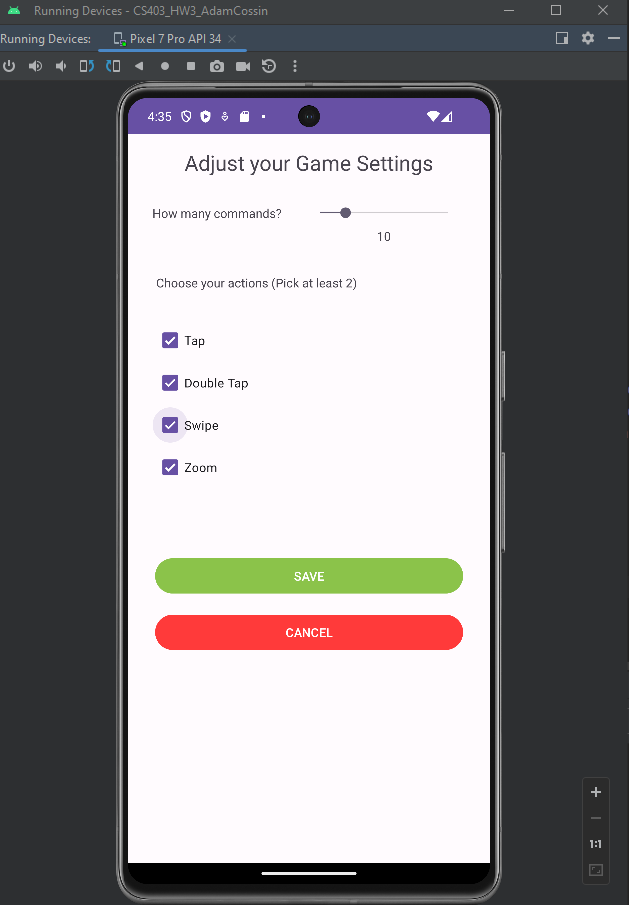 Running Devices - CS403_HW3_AdamCossin
Running Devices:
Pixel 7 Pro API 34
4:35
Adjust your Game Settings
How many commands?
10
Choose your actions (Pick at least 2)
Tap
Double Tap
Swipe
Zoom
SAVE
CANCEL
1:1